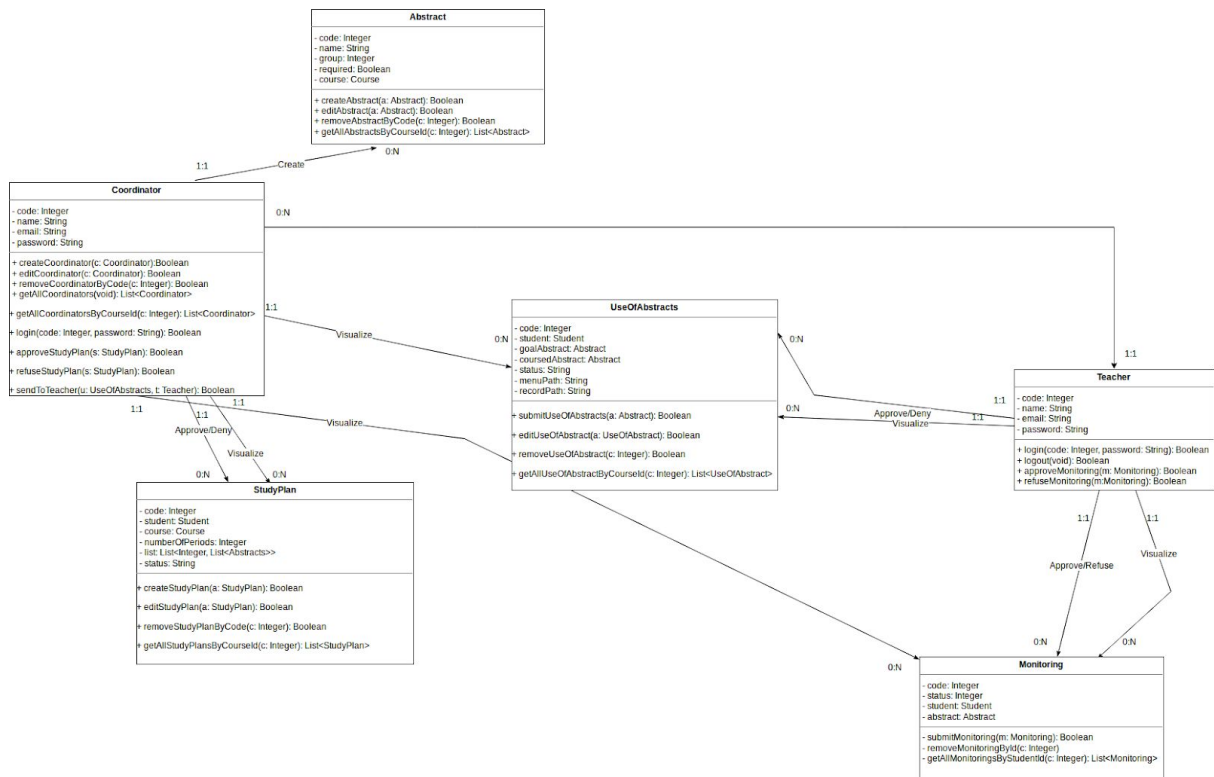 Abstract
- code: Integer
- name: String
- group: Integer
- required: Boolean
- course: Course
+ createAbstract(a: Abstract): Boolean
+ editAbstract(a: Abstract): Boolean
+ removeAbstractByCode(c: Integer): Boolean
+ getAllAbstractsByCourseId(c: Integer): List<Abstract>
0:N
Create
1:1
Coordinator
- code: Integer
- name: String
- email: String
- password: String
+ createCoordinator(c: Coordinator):Boolean
+ editCoordinator(c: Coordinator): Boolean
+ removeCoordinatorByCode(c: Integer): Boolean
+ getAllCoordinators(void): List<Coordinator>
+ getAllCoordinatorsByCourseId(c: Integer): List<Coordinator>
+ login(code: Integer, password: String): Boolean
+ approveStudyPlan(s: StudyPlan): Boolean
+ refuseStudyPlan(s: StudyPlan): Boolean
+ sendToTeacher(u: UseOfAbstracts, t: Teacher): Boolean
0:N
1:1
1:1
Visualize
0:N
UseOfAbstracts
- code: Integer
- student: Student
- goalAbstract: Abstract
- coursedAbstract: Abstract
- status: String
- menuPath: String
- recordPath: String
+ submitUseOfAbstracts(a: Abstract): Boolean
+ editUseOfAbstract(a: UseOfAbstracts): Boolean
+ removeUseOfAbstract(c: Integer): Boolean
+ getAllUseOfAbstractByCourseId(c: Integer): List<UseOfAbstract>
0:N
0:N
Approve/Deny
Visualize
1:1
1:1
Teacher
- code: Integer
- name: String
- email: String
- password: String
+ login(code: Integer, password: String): Boolean
+ logout(void): Boolean
+ approveMonitoring(m: Monitoring): Boolean
+ refuseMonitoring(m:Monitoring): Boolean
1:1
1:1
1:1
Visualize
Approve/Deny
Visualize
0:N
0:N
StudyPlan
- code: Integer
- student: Student
- course: Course
- numberOfPeriods: Integer
- list: List<Integer, List<Abstracts>>
- status: String
+ createStudyPlan(a: StudyPlan): Boolean
+ editStudyPlan(a: StudyPlan): Boolean
+ removeStudyPlanByCode(c: Integer): Boolean
+ getAllStudyPlansByCourseId(c: Integer): List<StudyPlan>
1:1
1:1
Visualize
Approve/Refuse
0:N
0:N
0:N
Monitoring
- code: Integer
- status: Integer
- student: Student
- abstract: Abstract
- submitMonitoring(m: Monitoring): Boolean
- removeMonitoringById(c: Integer)
- getAllMonitoringsByStudentId(c: Integer): List<Monitoring>